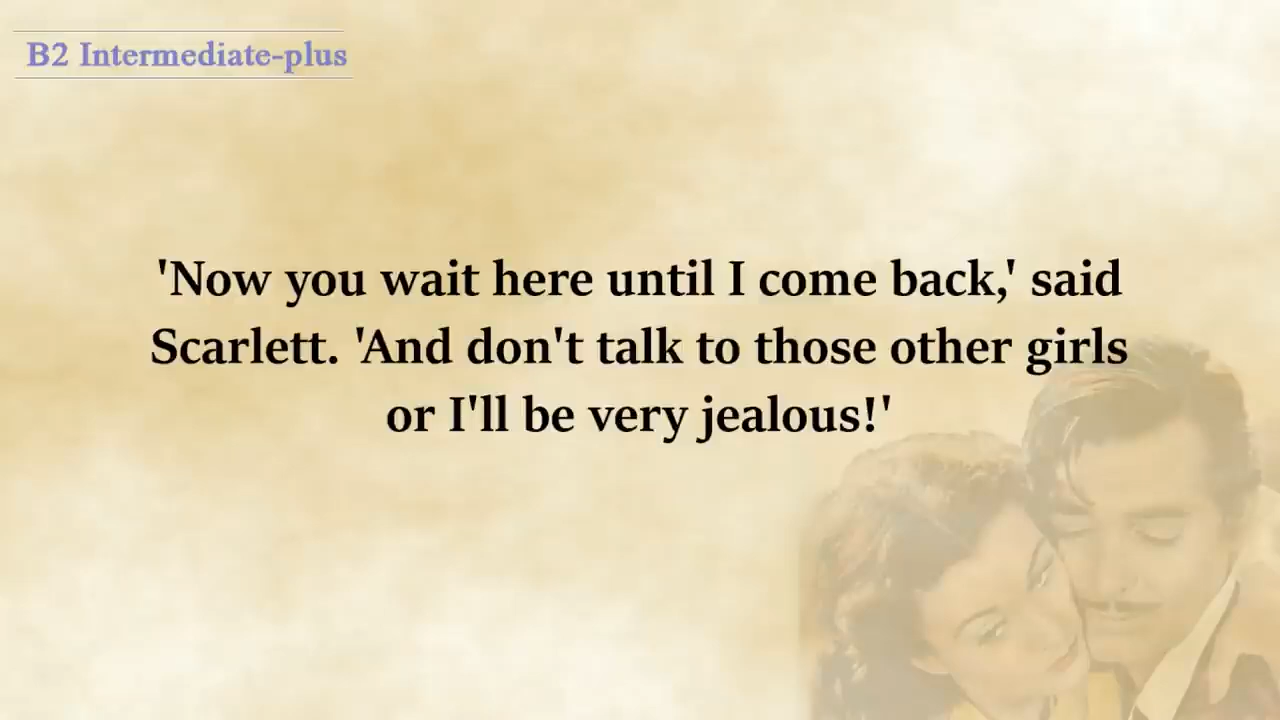 B2 Intermediate-plus
'Now you wait here until I come back,' said
Scarlett. 'And don't talk to those other girls
or I'll be very jealous!'